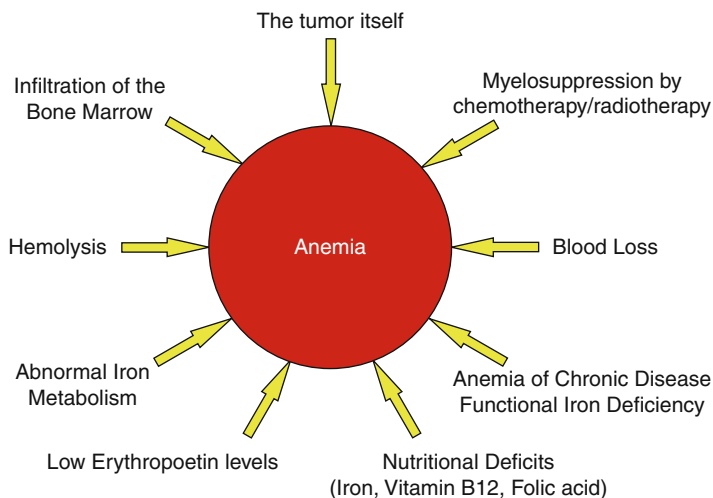 The tumor itself
Infiltration of the
Bone Marrow
Myelosuppression by
chemotherapy/radiotherapy
Hemolysis
Anemia
Blood Loss
Abnormal Iron
Metabolism
Anemia of Chronic Disease
Functional Iron Deficiency
Low Erythropoetin levels
Nutritional Deficits
(Iron, Vitamin B12, Folic acid)